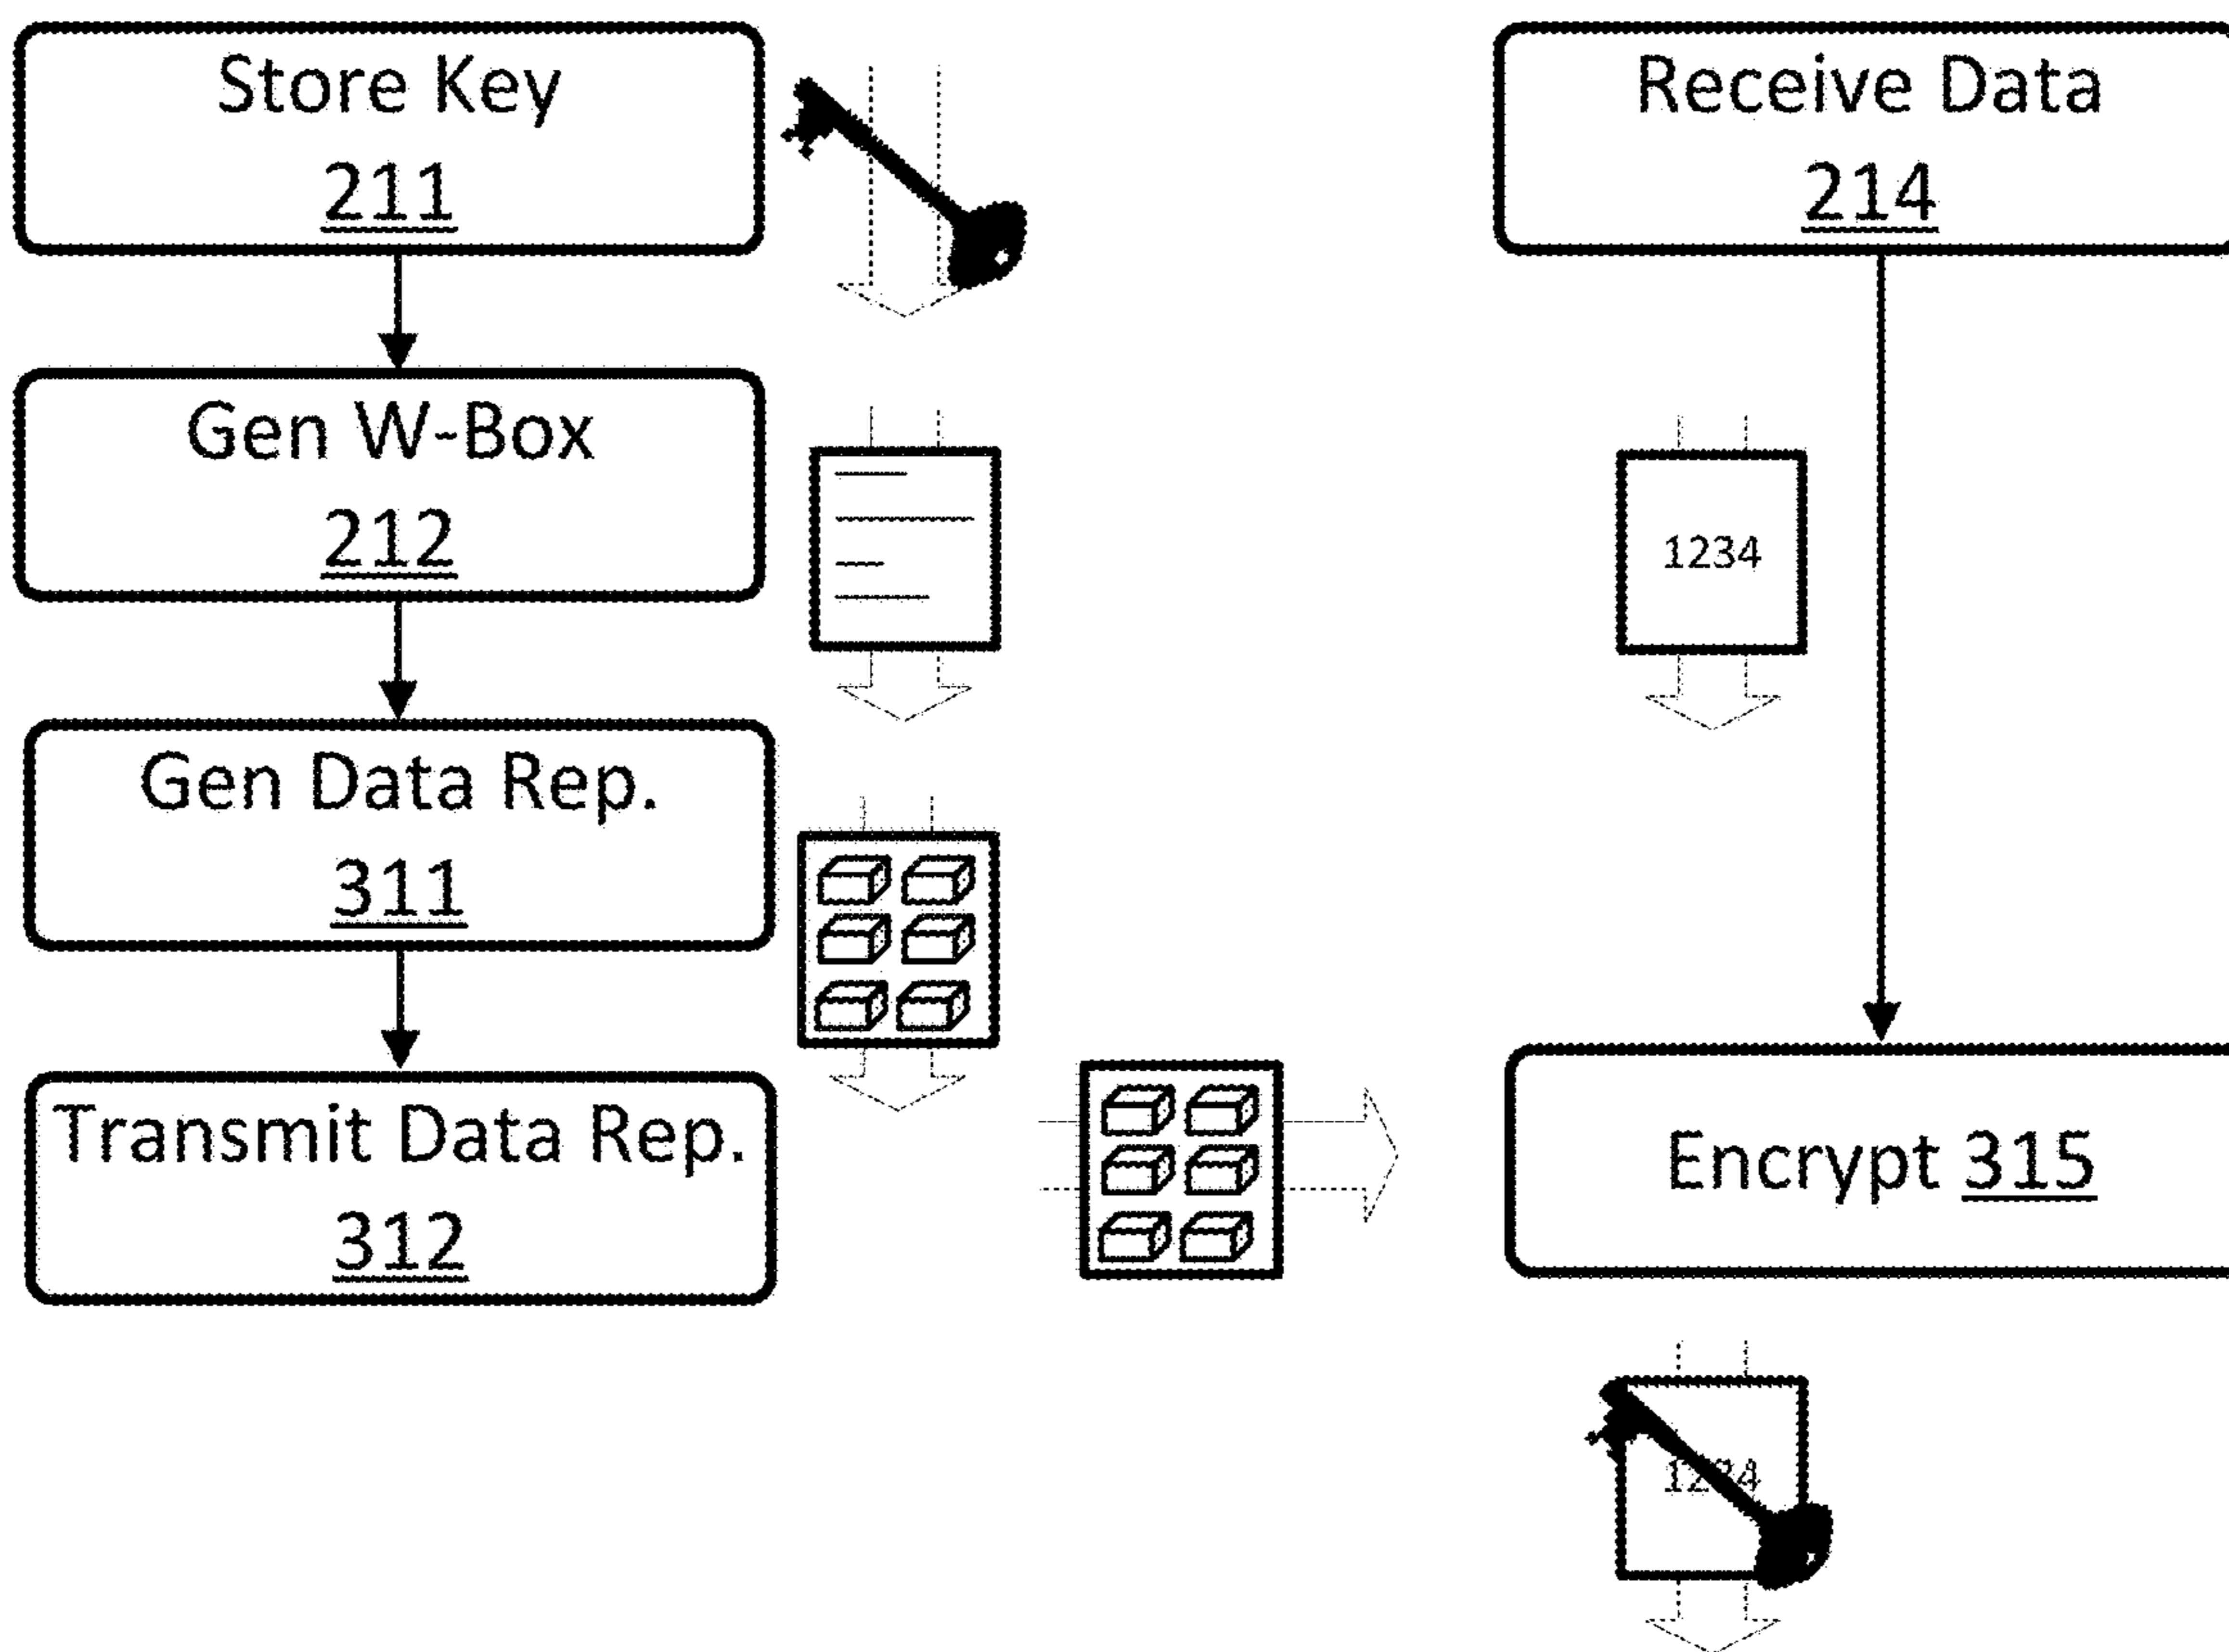 Store Key
211
Gen W-Box
212
Gen Data Rep.
311
Transmit Data Rep.
312
Receive Data
214
1234
Encrypt 315
1234